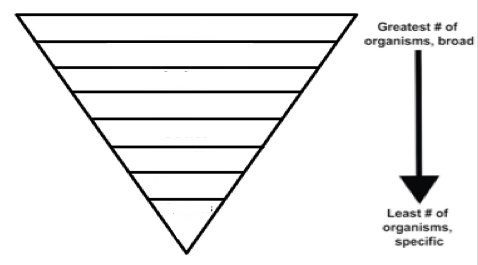 Greatest # of
organisms, broad
Least # of
organisms,
specific